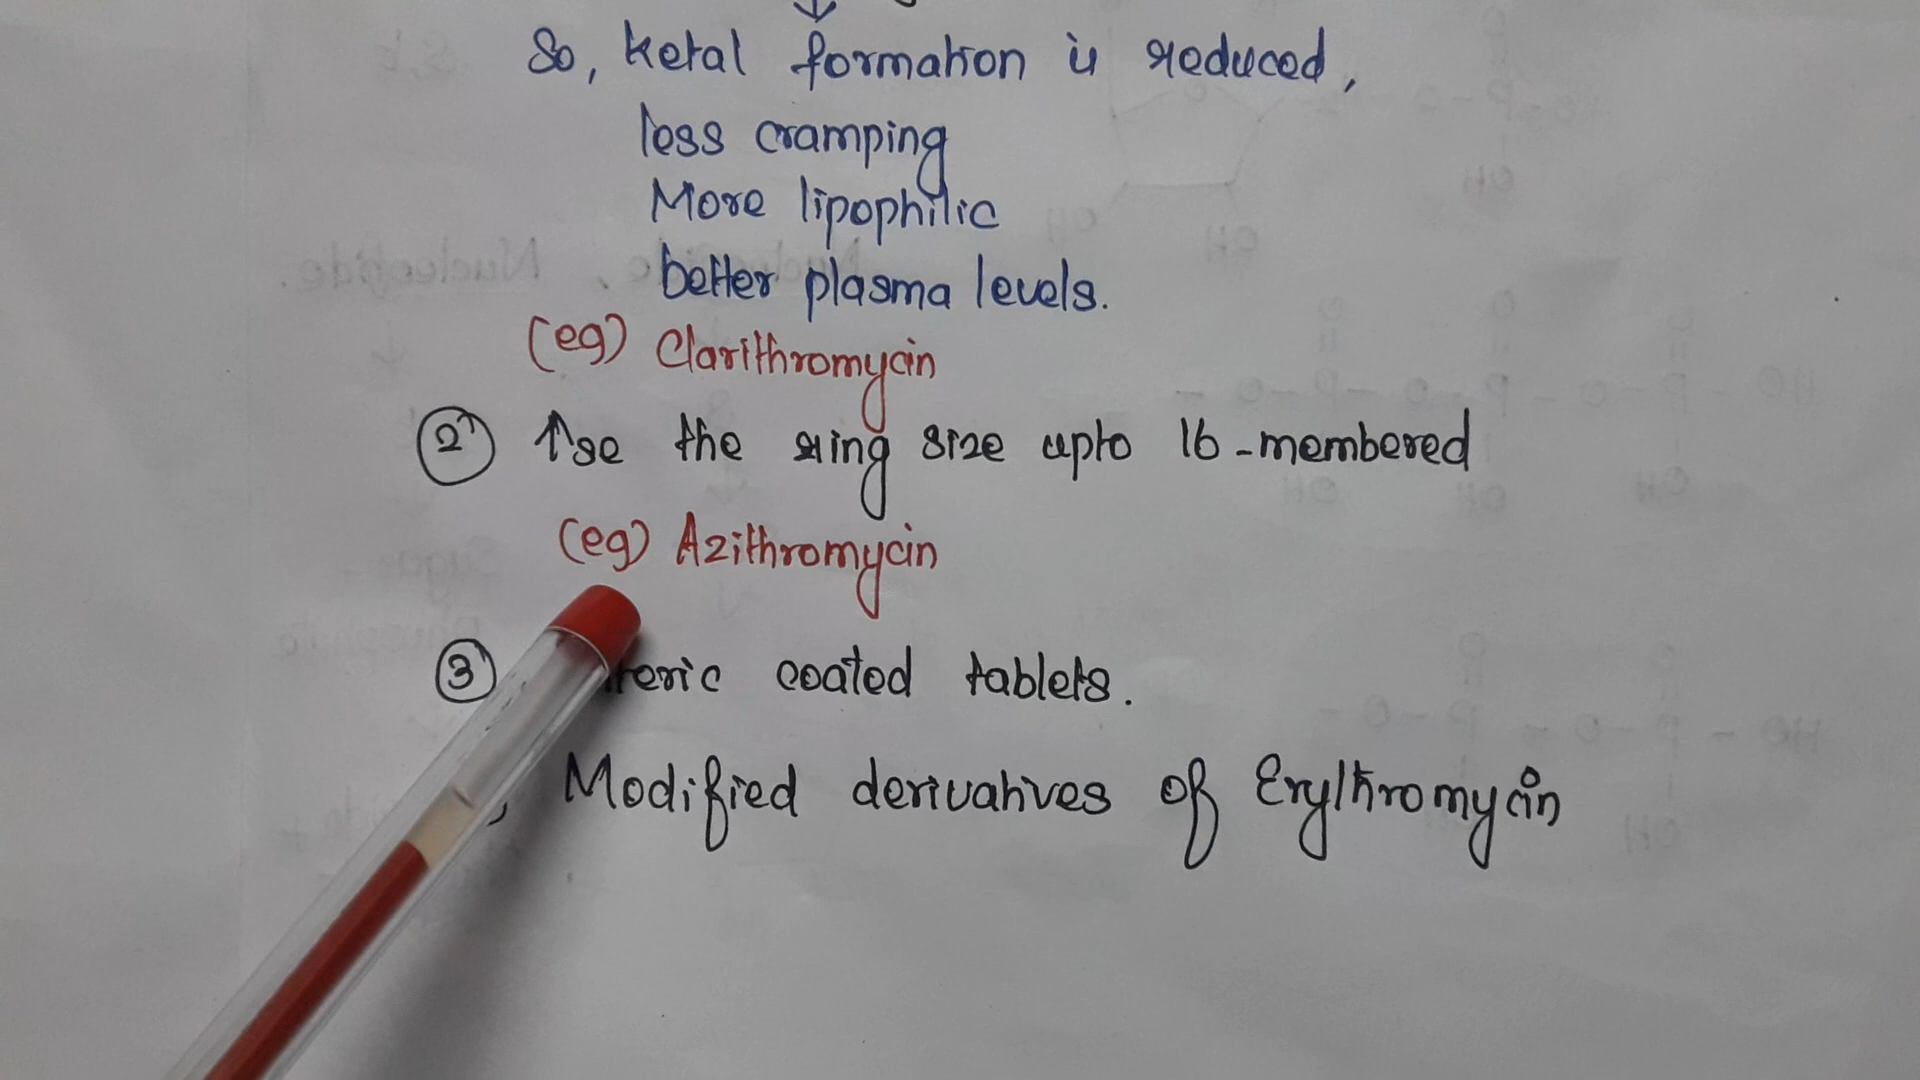 So, ketal formation is reduced,
less cramping
More lipophilic
better plasma levels.
(eg) Clarithromycin
2 ↑se the ring size upto 16-membered
(eg) Azithromycin
3 coated tablets.
Modified derivatives of Erythromycin